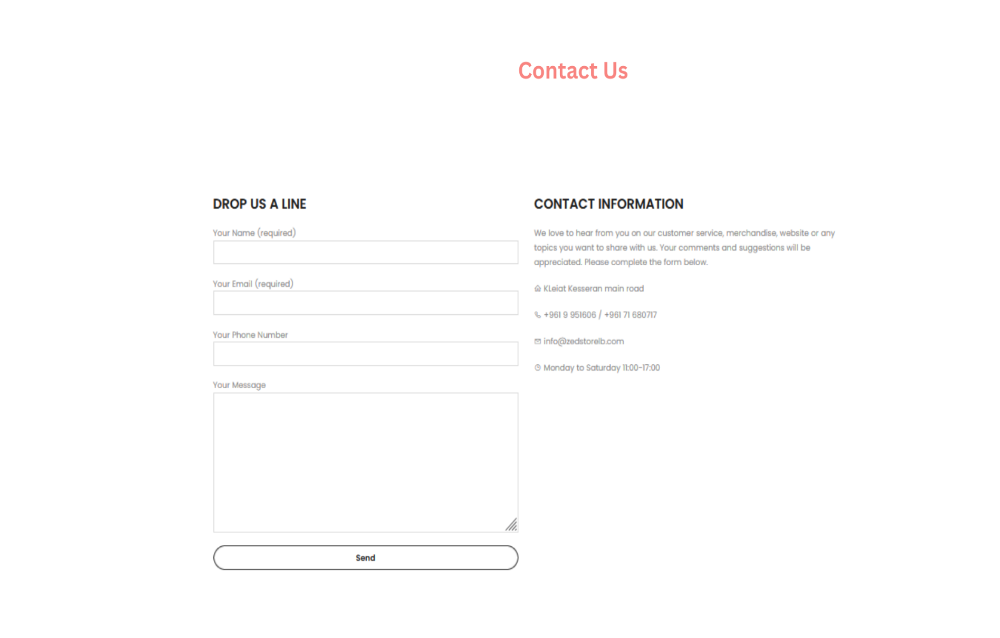 Contact Us
DROP US A LINE
Your Name (required)
Your Email (required)
Your Phone Number
Your Message
Send
CONTACT INFORMATION
We love to hear from you on our customer service, merchandise, website or any
topics you want to share with us. Your comments and suggestions will be
appreciated. Please complete the form below.
KLeiat Kesseran main road
+961 9 951606 / +961 71 680717
info@zedstorelb.com
Monday to Saturday 11:00-17:00